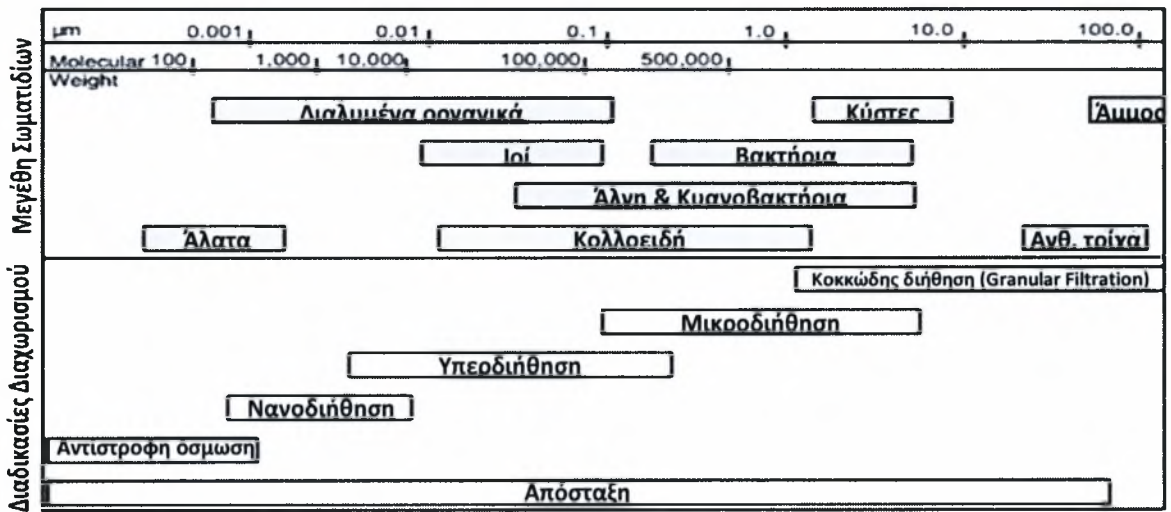 μm 0.001 0.01 0.1 1.0 10.0 100.0
Molecular 100 1,000 10,000 100,000 500,000
Weight
Μεγέθη Σωματιδίων
Διαλυμένα οργανικά Κύστες Άμμος
Ιοί Βακτήρια
Άλγη & Κυανοβακτήρια
Άλατα Κολλοειδή Ανθ. τρίχα
Διαδικασίες Διαχωρισμού
Κοκκώδης διήθηση (Granular Filtration)
Μικροδιήθηση
Υπερδιήθηση
Νανοδιήθηση
Αντίστροφη όσμωση
Απόσταξη